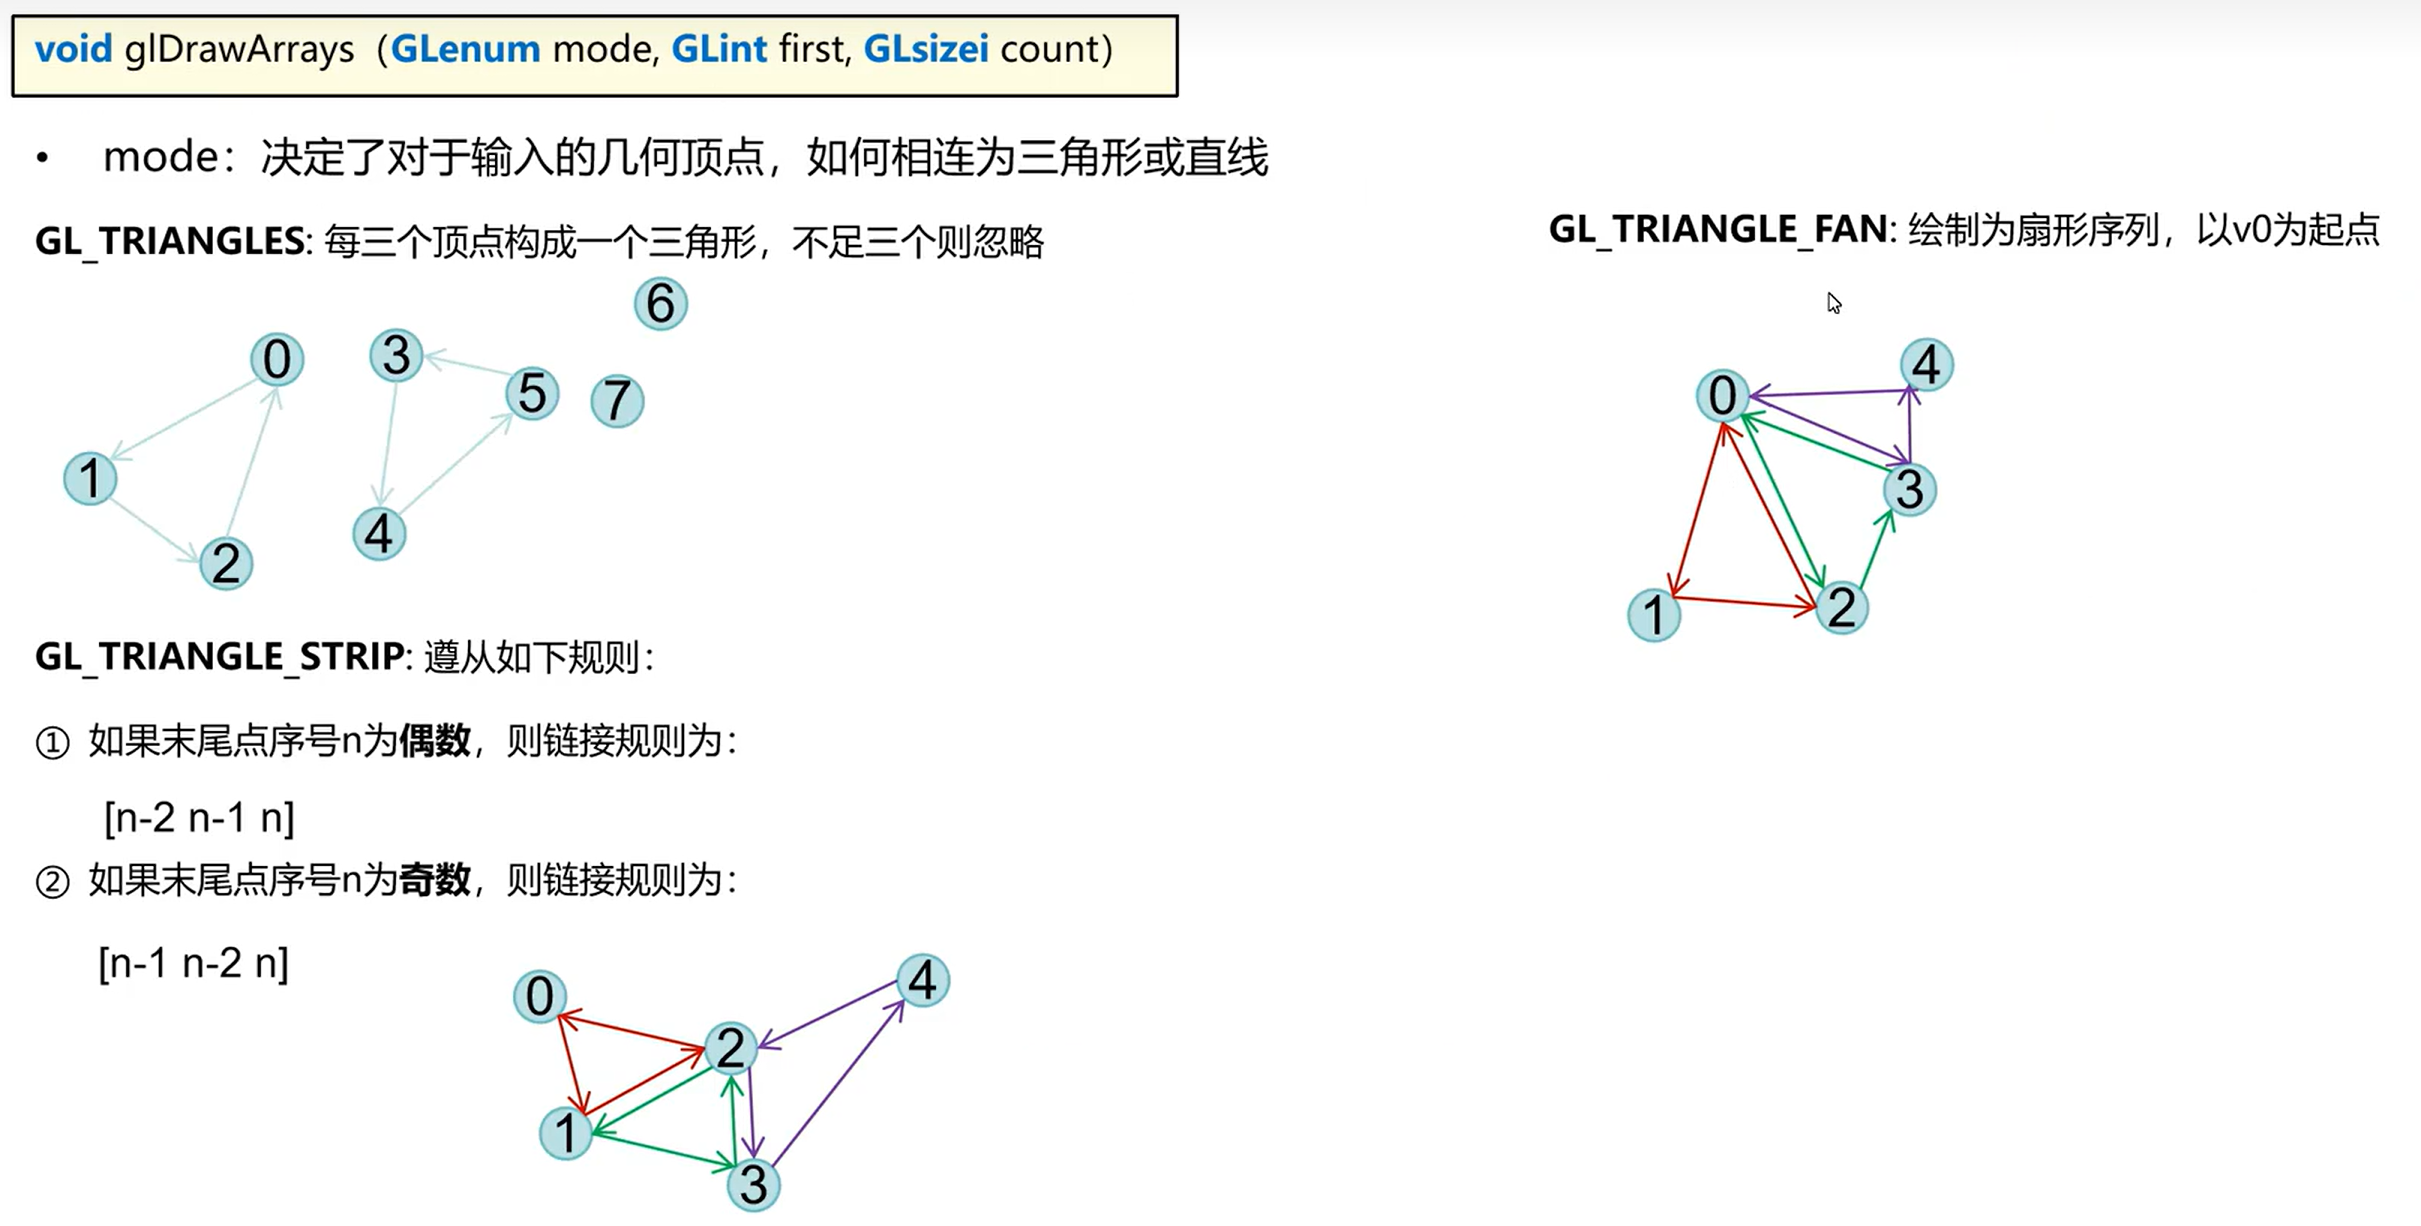 void glDrawArrays（GLenum mode, GLint first, GLsizei count）
• mode：决定了对于输入的几何顶点，如何相连为三角形或直线
GL_TRIANGLES: 每三个顶点构成一个三角形，不足三个则忽略
0
1
2
3
4
5
6
7
GL_TRIANGLE_STRIP: 遵从如下规则：
① 如果末尾点序号n为偶数，则链接规则为：
[n-2 n-1 n]
② 如果末尾点序号n为奇数，则链接规则为：
[n-1 n-2 n]
0
1
2
3
4
GL_TRIANGLE_FAN: 绘制为扇形序列，以v0为起点
0
1
2
3
4